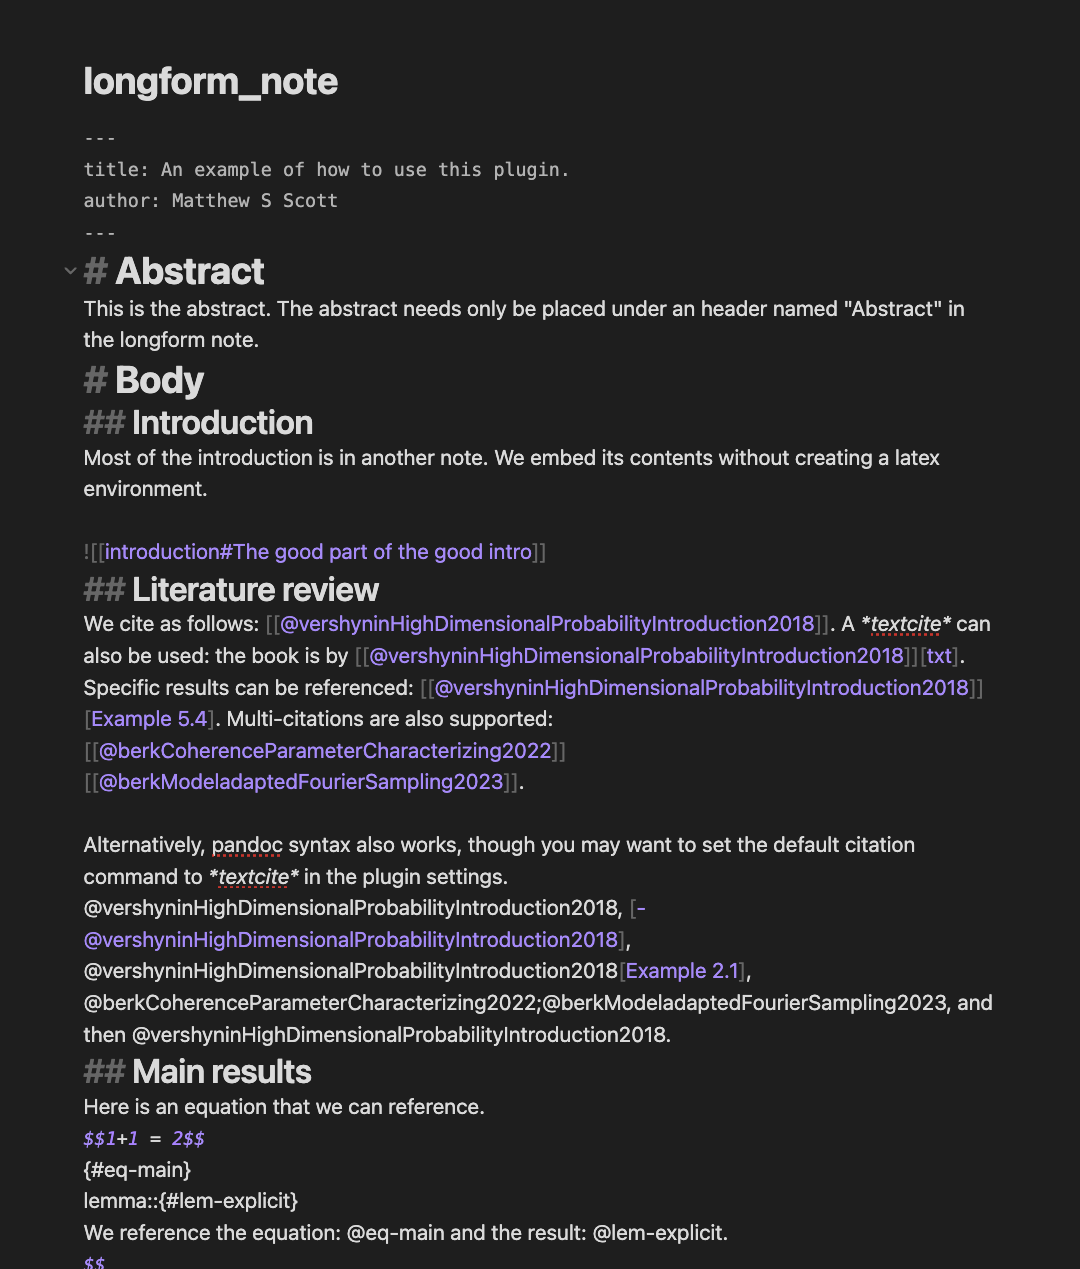 longform_note
---
title: An example of how to use this plugin.
author: Matthew S Scott
---
# Abstract
This is the abstract. The abstract needs only be placed under an header named "Abstract" in
the longform note.
# Body
## Introduction
Most of the introduction is in another note. We embed its contents without creating a latex
environment.
![[introduction#The good part of the good intro]]
## Literature review
We cite as follows: [[@vershyninHighDimensionalProbabilityIntroduction2018]]. A *textcite* can
also be used: the book is by [[@vershyninHighDimensionalProbabilityIntroduction2018]][txt].
Specific results can be referenced: [[@vershyninHighDimensionalProbabilityIntroduction2018]]
[Example 5.4]. Multi-citations are also supported:
[[@berkCoherenceParameterCharacterizing2022]]
[[@berkModeladaptedFourierSampling2023]].
Alternatively, pandoc syntax also works, though you may want to set the default citation
command to *textcite* in the plugin settings.
@vershyninHighDimensionalProbabilityIntroduction2018, [-
@vershyninHighDimensionalProbabilityIntroduction2018],
@vershyninHighDimensionalProbabilityIntroduction2018[Example 2.1],
@berkCoherenceParameterCharacterizing2022;@berkModeladaptedFourierSampling2023, and
then @vershyninHighDimensionalProbabilityIntroduction2018.
## Main results
Here is an equation that we can reference.
$$1+1 = 2$$
{#eq-main}
lemma::{#lem-explicit}
We reference the equation: @eq-main and the result: @lem-explicit.
$$